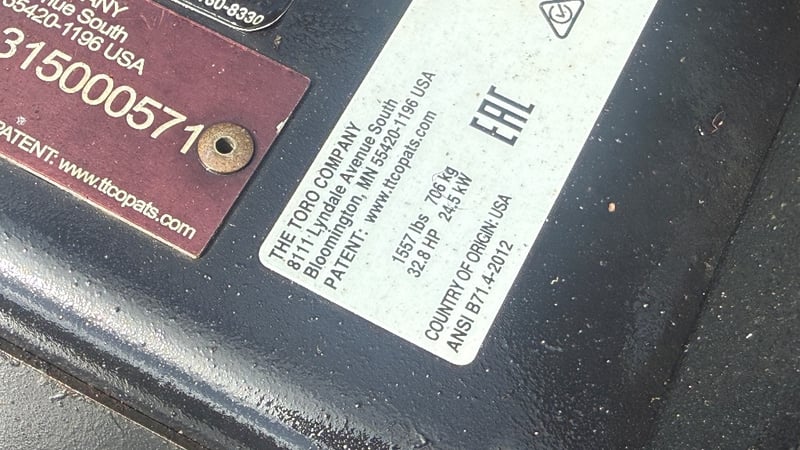 60-8330
ANY
nue South
55420-1196 USA
315000571
PATENT: www.ttcopats.com
THE TORO COMPANY
8111 Lyndale Avenue South
Bloomington, MN 55420-1196 USA
PATENT: www.ttcopats.com
1557 lbs 706 kg
32.8 HP 24.5 kW
EAC
COUNTRY OF ORIGIN: USA
ANSI B71.4-2012